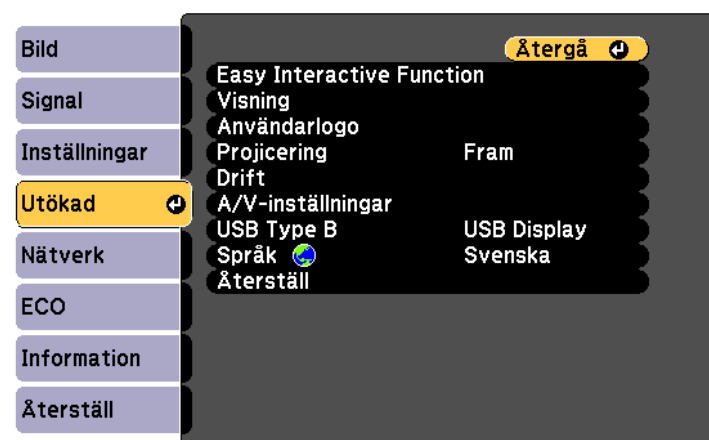 Bild
Signal
Inställningar
Utökad
Nätverk
ECO
Information
Återställ
Återgå
Easy Interactive Function
Visning
Användarlogo
Projicering Fram
Drift
A/V-inställningar
USB Type B USB Display
Språk Svenska
Återställ